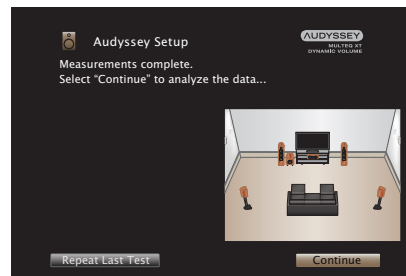 Audyssey Setup
AUDYSSEY
MULTEQ XT
DYNAMIC VOLUME
Measurements complete.
Select “Continue” to analyze the data...
Repeat Last Test
Continue